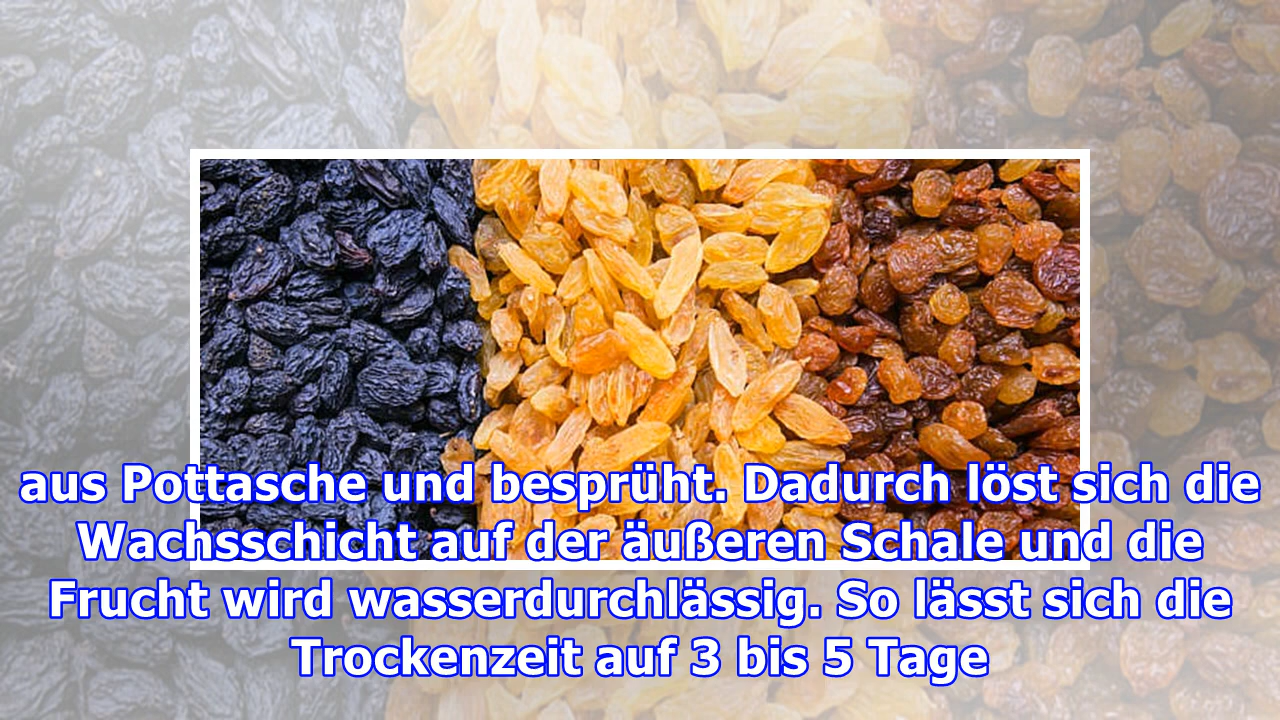 aus Pottasche und besprüht. Dadurch löst sich die
Wachsschicht auf der äußeren Schale und die
Frucht wird wasserdurchlässig. So lässt sich die
Trockenzeit auf 3 bis 5 Tage